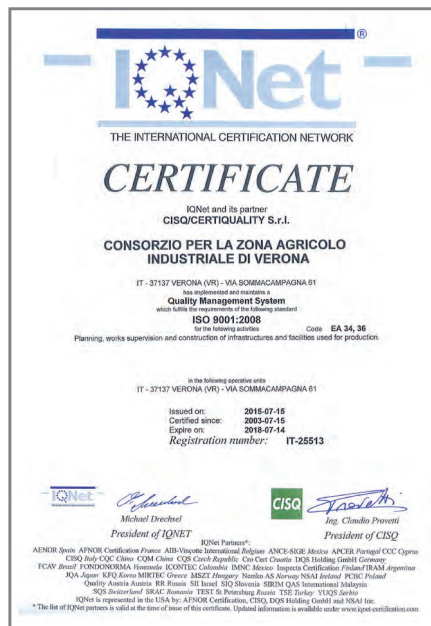 ®
IQNet
THE INTERNATIONAL CERTIFICATION NETWORK
CERTIFICATE
IQNet and its partner
CISQ/CERTIQUALITY S.r.l.
CONSORZIO PER LA ZONA AGRICOLO
INDUSTRIALE DI VERONA
IT - 37137 VERONA (VR) - VIA SOMMACAMPAGNA 61
has implemented and maintains a
Quality Management System
which fulfills the requirements of the following standard
ISO 9001:2008
for the following activities Code EA 34, 36
Planning, works supervision and construction of infrastructures and facilities used for production.
in the following operative units
IT - 37137 VERONA (VR) - VIA SOMMACAMPAGNA 61
Issued on: 2015-07-15
Certified since: 2003-07-15
Expire on: 2018-07-14
Registration number: IT-25513
IQNet
CISQ
Michael Drechsel Ing. Claudio Provetti
President of IQNET President of CISQ
IQNet Partners*:
AENOR Spain AFNOR Certification France AIB-Vinçotte International Belgium ANCE-SIGE Mexico APCER Portugal CCC Cyprus
CISQ Italy CQC China CQM China CQS Czech Republic Cro Cert Croatia DQS Holding GmbH Germany
FCAV Brazil FONDONORMA Venezuela ICONTEC Colombia IMNC Mexico Inspecta Certification Finland IRAM Argentina
JQA Japan KFQ Korea MIRTEC Greece MSZT Hungary Nemko AS Norway NSAI Ireland PCBC Poland
Quality Austria Austria RR Russia SII Israel SIQ Slovenia SIRIM QAS International Malaysia
SQS Switzerland SRAC Romania TEST St Petersburg Russia TSE Turkey YUQS Serbia
IQNet is represented in the USA by: AFNOR Certification, CISQ, DQS Holding GmbH and NSAI Inc.
* The list of IQNet partners is valid at the time of issue of this certificate. Updated information is available under www.iqnet-certification.com